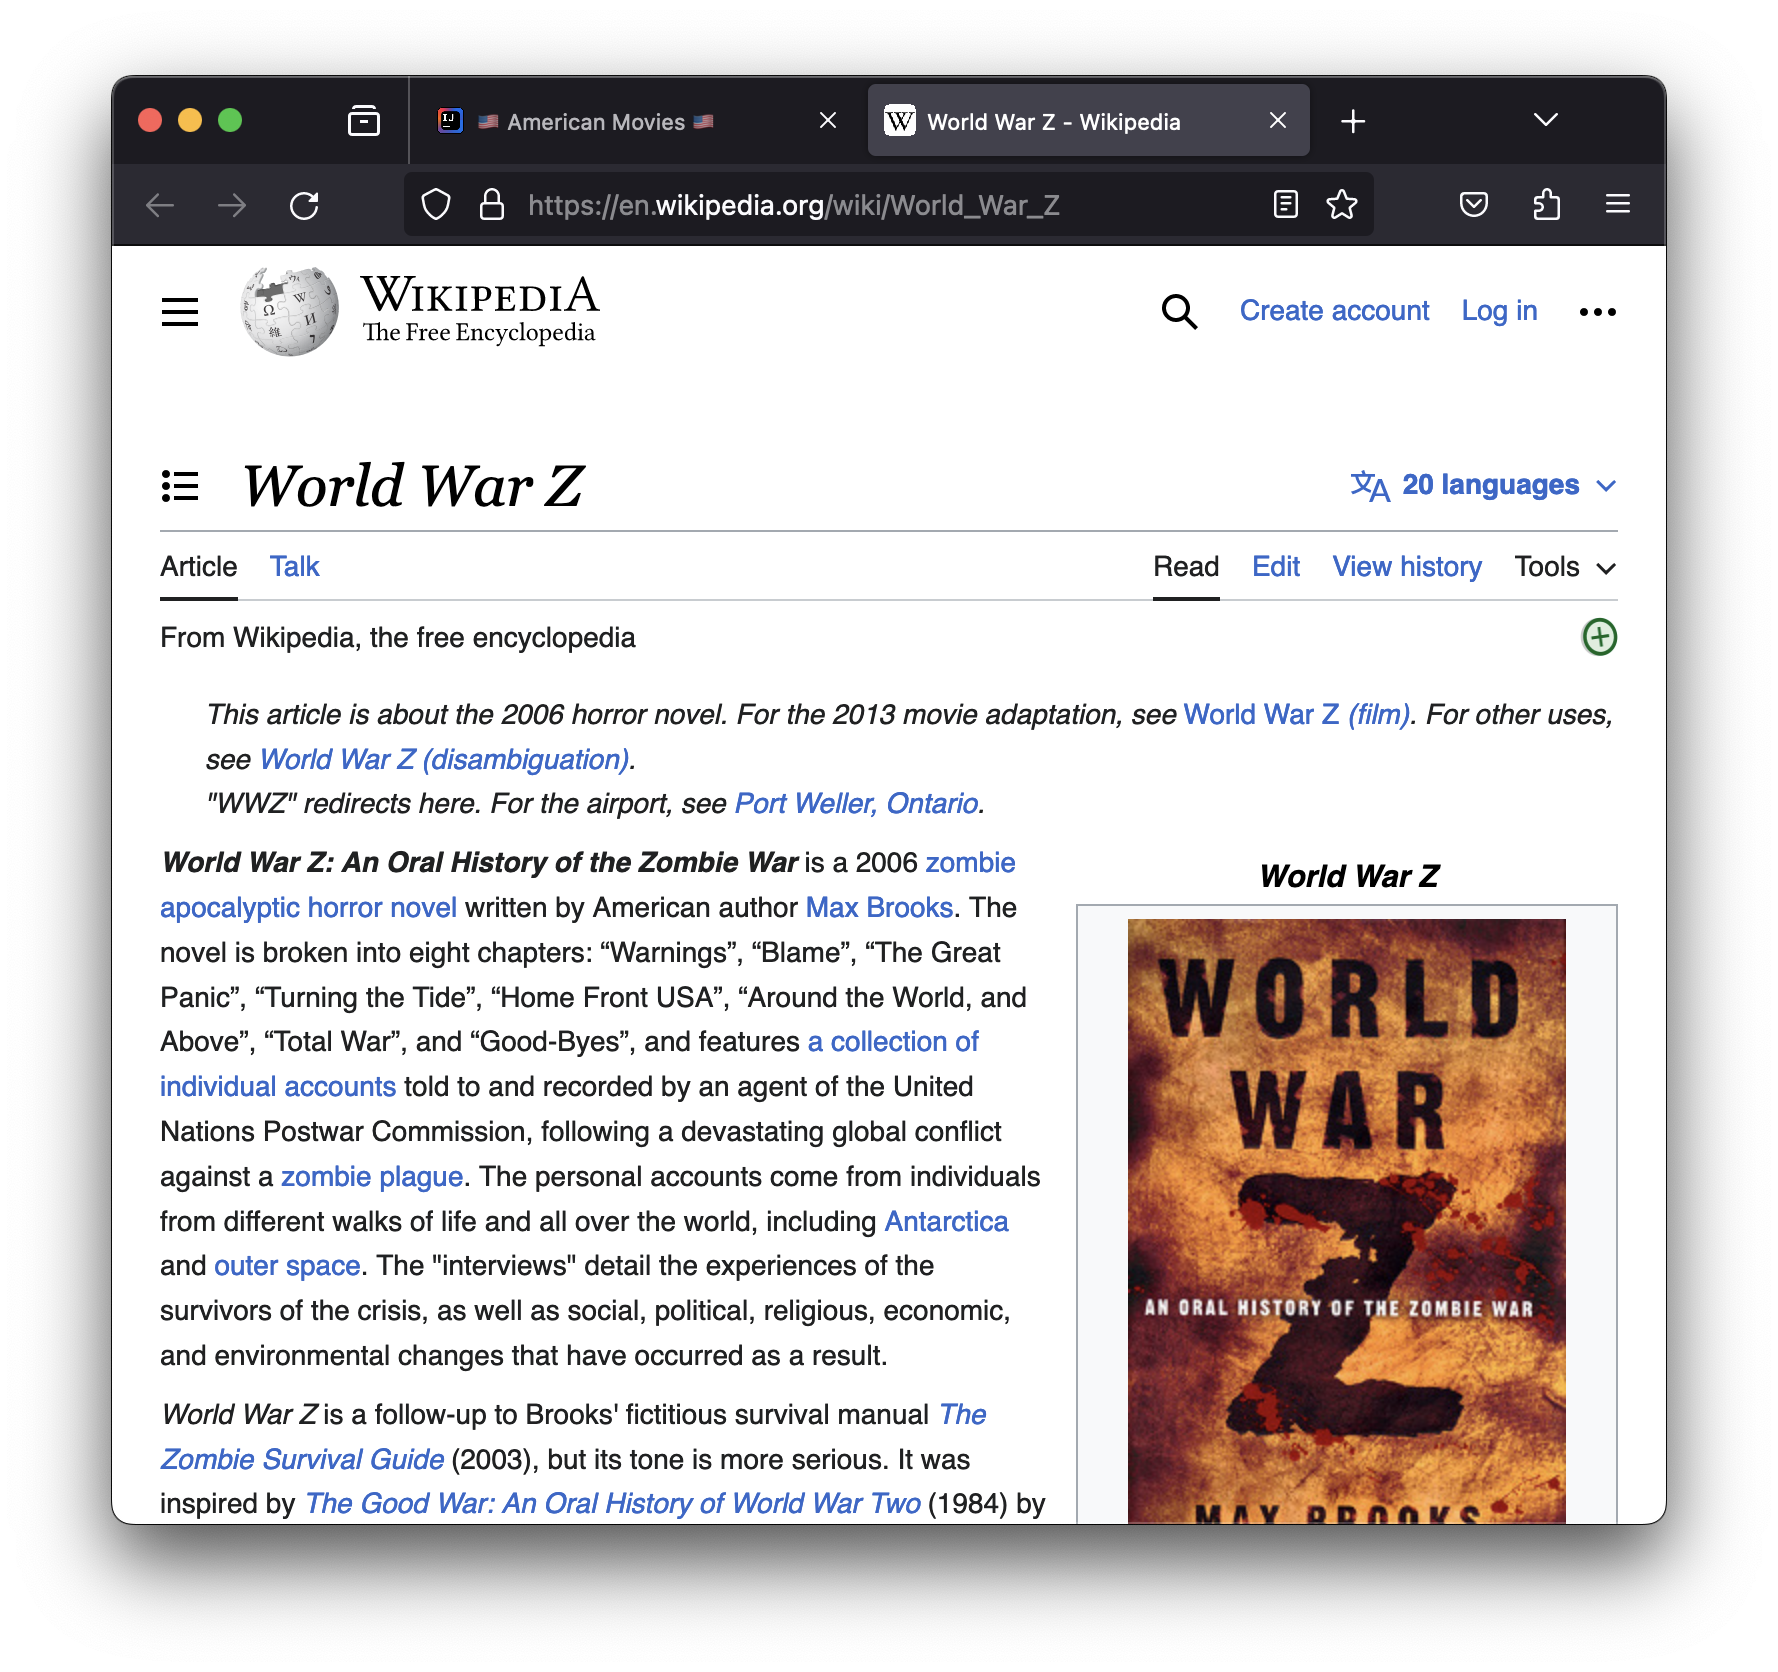 🇺🇸 American Movies 🇺🇸
World War Z - Wikipedia
https://en.wikipedia.org/wiki/World_War_Z
WIKIPEDIA
The Free Encyclopedia
Create account
Log in
World War Z
20 languages
Article
Talk
Read
Edit
View history
Tools
From Wikipedia, the free encyclopedia
This article is about the 2006 horror novel. For the 2013 movie adaptation, see World War Z (film). For other uses,
see World War Z (disambiguation).
"WWZ" redirects here. For the airport, see Port Weller, Ontario.
World War Z: An Oral History of the Zombie War is a 2006 zombie
apocalyptic horror novel written by American author Max Brooks. The
novel is broken into eight chapters: “Warnings”, “Blame”, “The Great
Panic”, “Turning the Tide”, “Home Front USA”, “Around the World, and
Above”, “Total War”, and “Good-Byes”, and features a collection of
individual accounts told to and recorded by an agent of the United
Nations Postwar Commission, following a devastating global conflict
against a zombie plague. The personal accounts come from individuals
from different walks of life and all over the world, including Antarctica
and outer space. The "interviews" detail the experiences of the
survivors of the crisis, as well as social, political, religious, economic,
and environmental changes that have occurred as a result.
World War Z is a follow-up to Brooks' fictitious survival manual The
Zombie Survival Guide (2003), but its tone is more serious. It was
inspired by The Good War: An Oral History of World War Two (1984) by
World War Z
WORLD
WAR
Z
AN ORAL HISTORY OF THE ZOMBIE WAR
MAX BROOKS